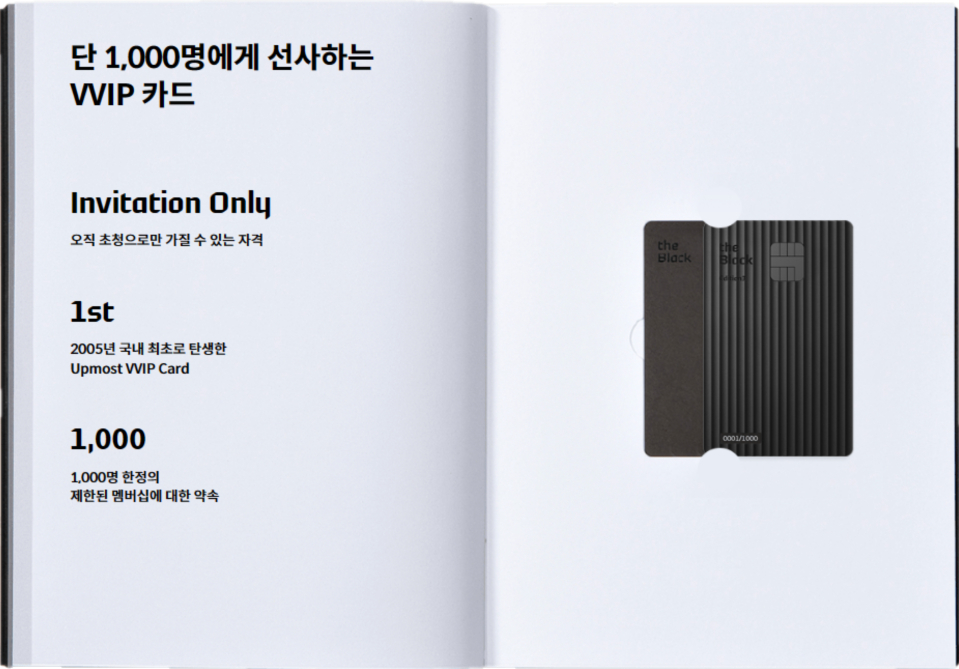 단 1,000명에게 선사하는
VVIP 카드
Invitation Only
오직 초청으로만 가질 수 있는 자격
1st
2005년 국내 최초로 탄생한
Upmost VVIP Card
1,000
1,000명 한정의
제한된 멤버십에 대한 약속
the
Black
the
Black
0001/1000